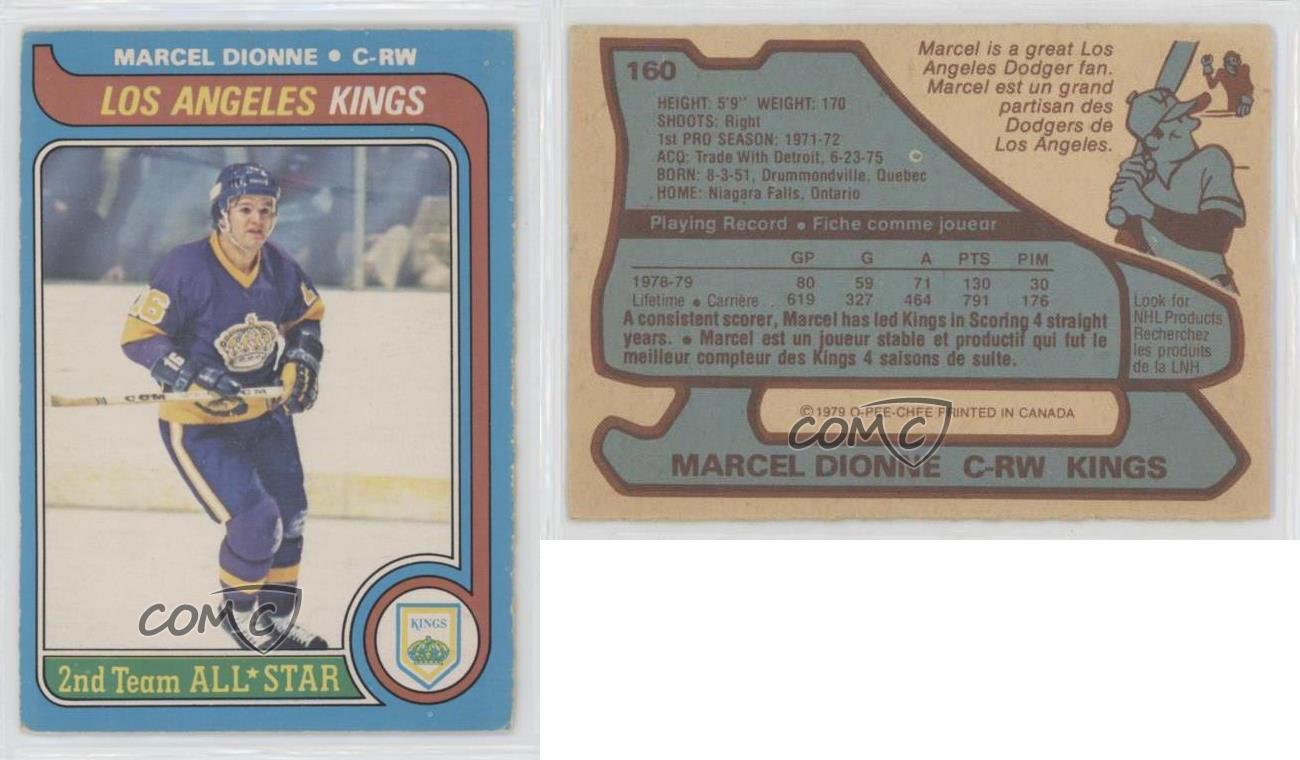 MARCEL DIONNE • C-RW
LOS ANGELES KINGS
16
16
COM
KINGS
2nd Team ALL★STAR
COMC
160
HEIGHT: 5'9" WEIGHT: 170
SHOOTS: Right
1st PRO SEASON: 1971-72
ACQ: Trade With Detroit, 6-23-75
BORN: 8-3-51, Drummondville, Quebec
HOME: Niagara Falls, Ontario
Marcel is a great Los
Angeles Dodger fan.
Marcel est un grand
partisan des
Dodgers de
Los Angeles.
Playing Record • Fiche comme joueur
GP G A PTS PIM
1978-79 80 59 71 130 30
Lifetime • Carrière . . 619 327 464 791 176
A consistent scorer, Marcel has led Kings in Scoring 4 straight
years. • Marcel est un joueur stable et productif qui fut le
meilleur compteur des Kings 4 saisons de suite.
Look for
NHL Products
Recherchez
les produits
de la LNH
© 1979 O-PEE-CHEE PRINTED IN CANADA
COMC
MARCEL DIONNE C-RW KINGS